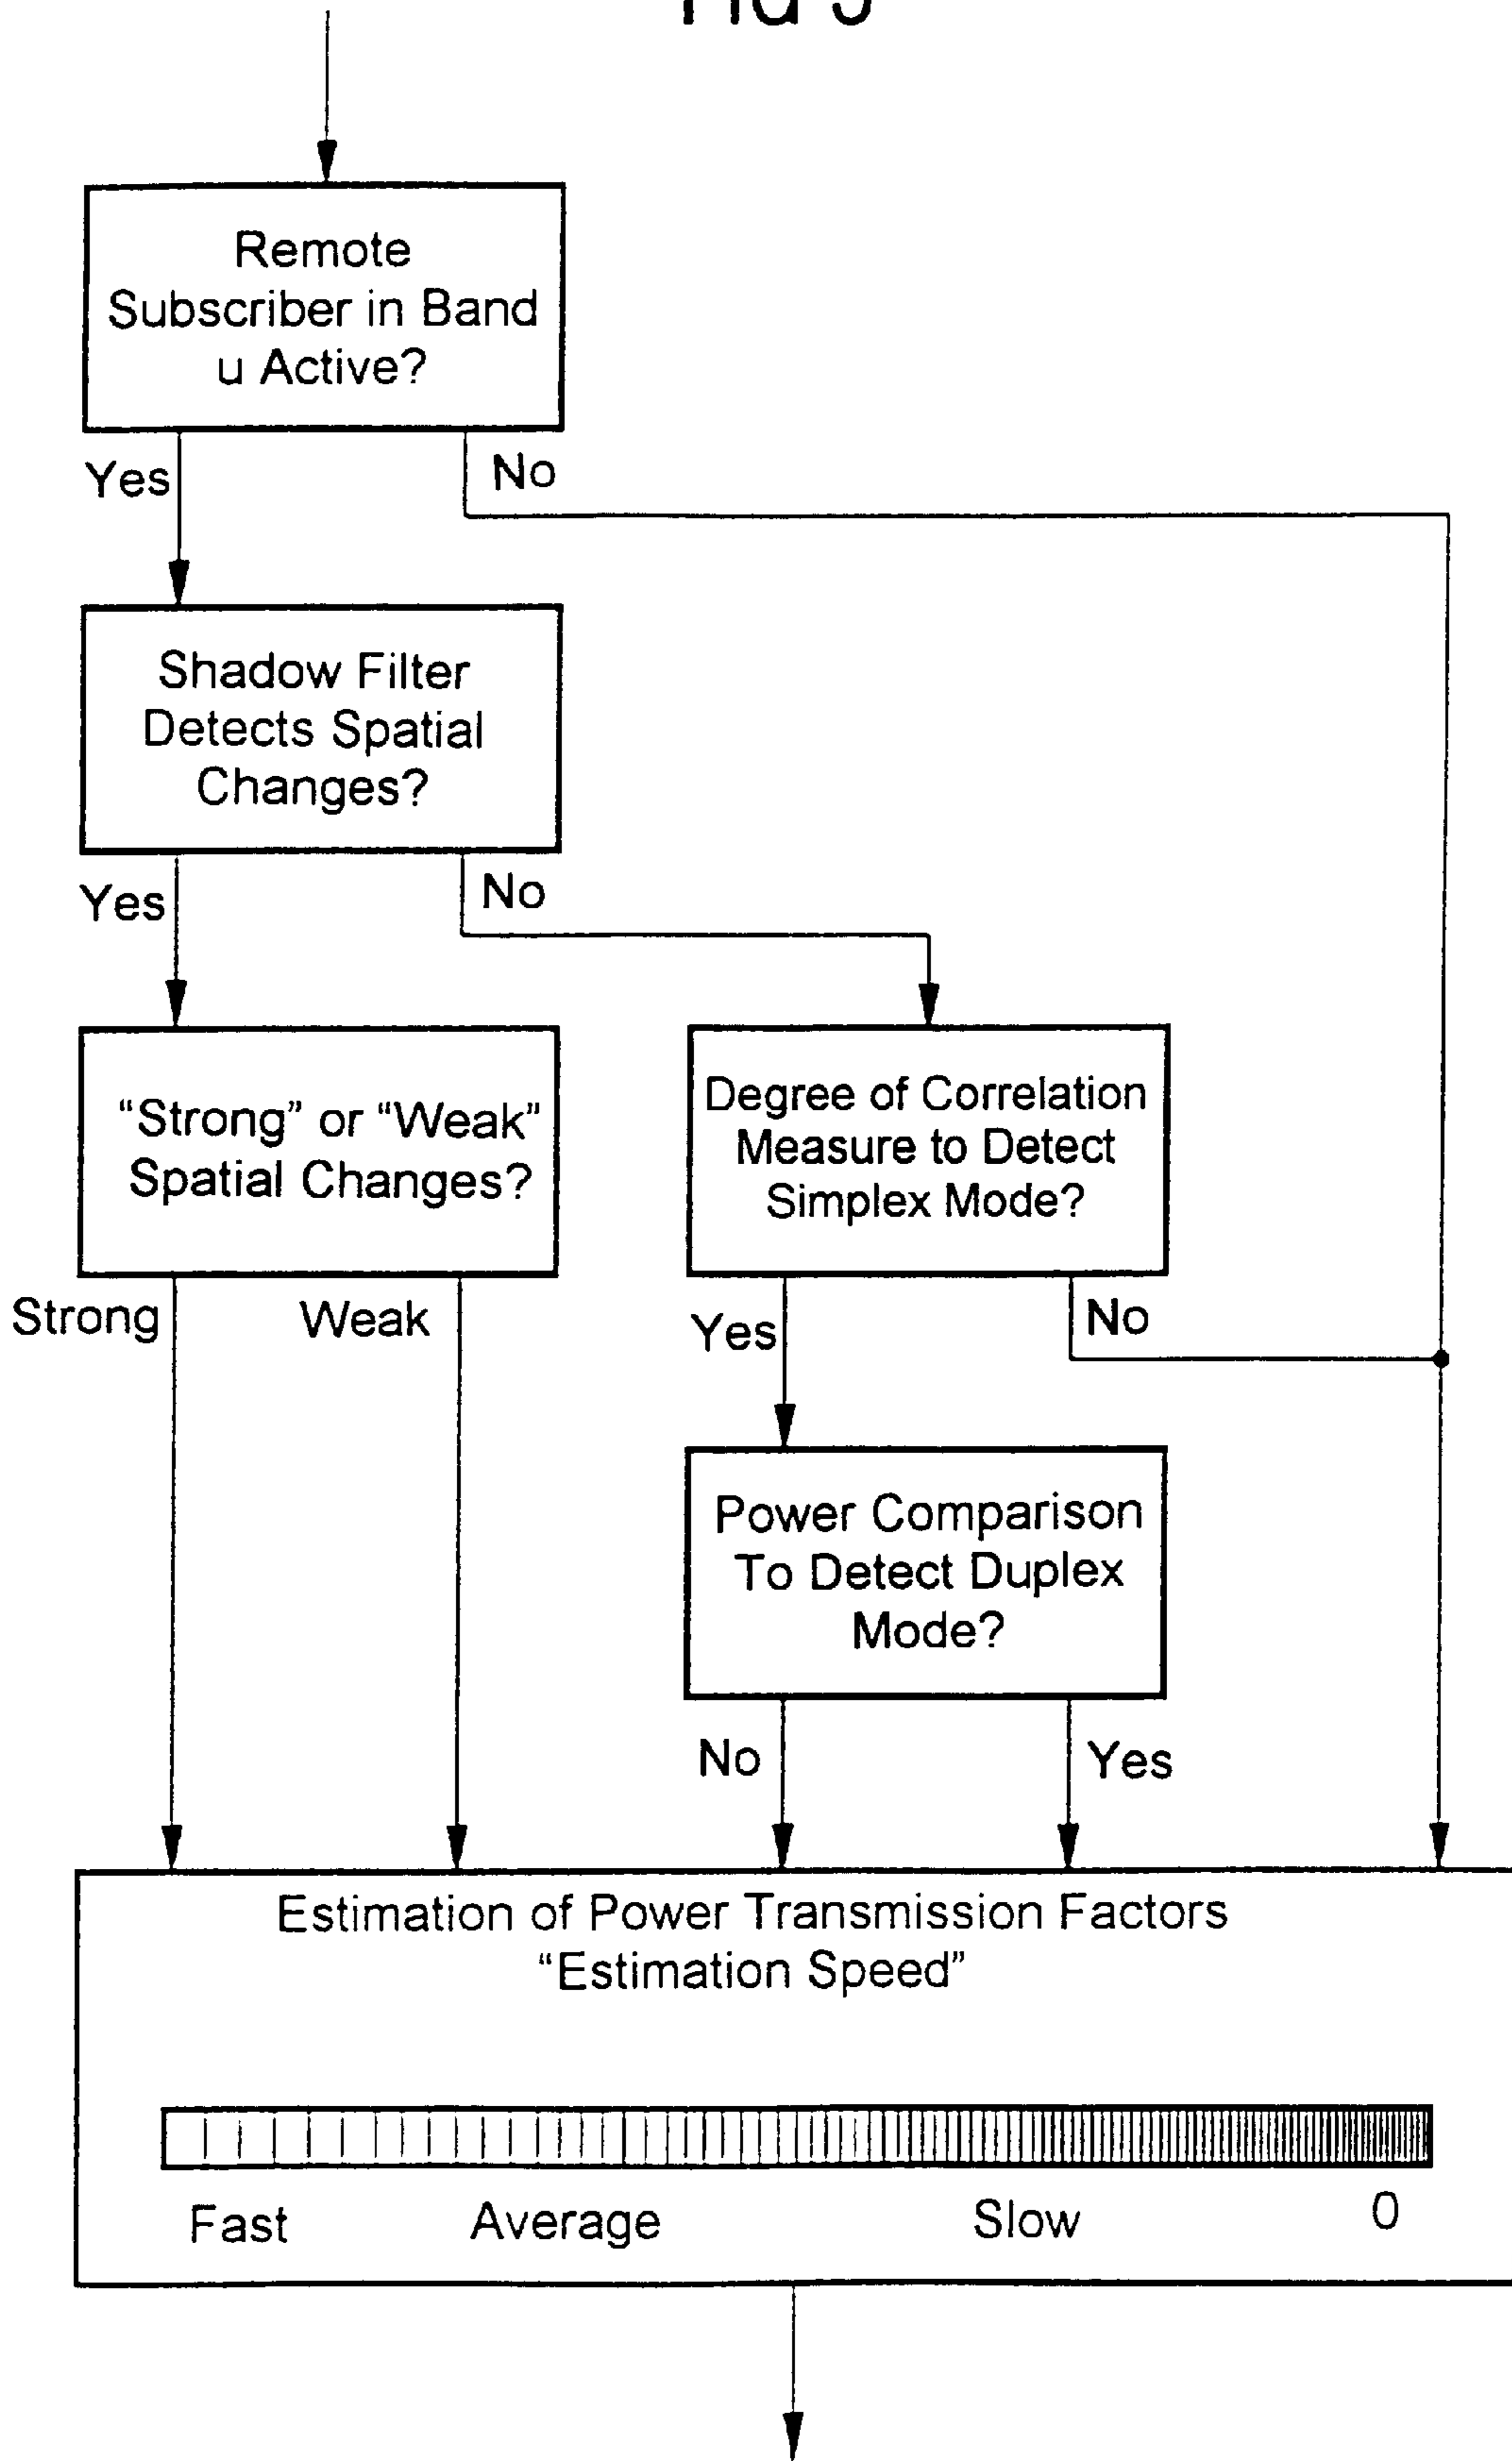 Remote
Subscriber in Band
u Active?
Yes
No
Shadow Filter
Detects Spatial
Changes?
Yes
No
“Strong” or “Weak”
Spatial Changes?
Degree of Correlation
Measure to Detect
Simplex Mode?
Strong
Weak
Yes
No
Power Comparison
To Detect Duplex
Mode?
No
Yes
Estimation of Power Transmission Factors
“Estimation Speed”
Fast
Average
Slow
0